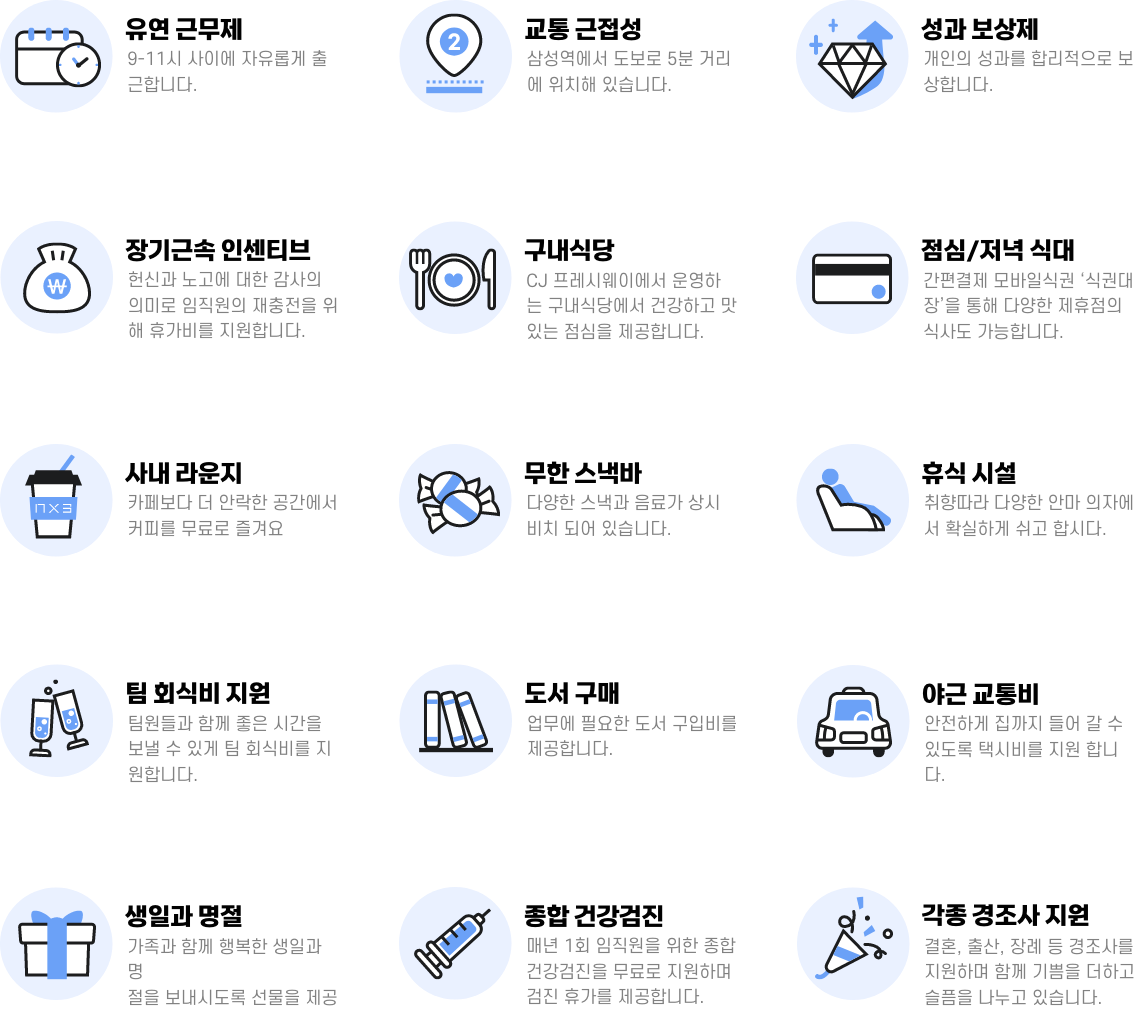 유연 근무제
9-11시 사이에 자유롭게 출
근합니다.
2
교통 근접성
삼성역에서 도보로 5분 거리
에 위치해 있습니다.
성과 보상제
개인의 성과를 합리적으로 보
상합니다.
₩
장기근속 인센티브
헌신과 노고에 대한 감사의
의미로 임직원의 재충전을 위
해 휴가비를 지원합니다.
구내식당
CJ 프레시웨이에서 운영하
는 구내식당에서 건강하고 맛
있는 점심을 제공합니다.
점심/저녁 식대
간편결제 모바일식권 ‘식권대
장’을 통해 다양한 제휴점의
식사도 가능합니다.
사내 라운지
카페보다 더 안락한 공간에서
커피를 무료로 즐겨요
무한 스낵바
다양한 스낵과 음료가 상시
비치 되어 있습니다.
휴식 시설
취향따라 다양한 안마 의자에
서 확실하게 쉬고 합시다.
팀 회식비 지원
팀원들과 함께 좋은 시간을
보낼 수 있게 팀 회식비를 지
원합니다.
도서 구매
업무에 필요한 도서 구입비를
제공합니다.
야근 교통비
안전하게 집까지 들어 갈 수
있도록 택시비를 지원 합니
다.
생일과 명절
가족과 함께 행복한 생일과
명
절을 보내시도록 선물을 제공
종합 건강검진
매년 1회 임직원을 위한 종합
건강검진을 무료로 지원하며
검진 휴가를 제공합니다.
각종 경조사 지원
결혼, 출산, 장례 등 경조사를
지원하며 함께 기쁨을 더하고
슬픔을 나누고 있습니다.